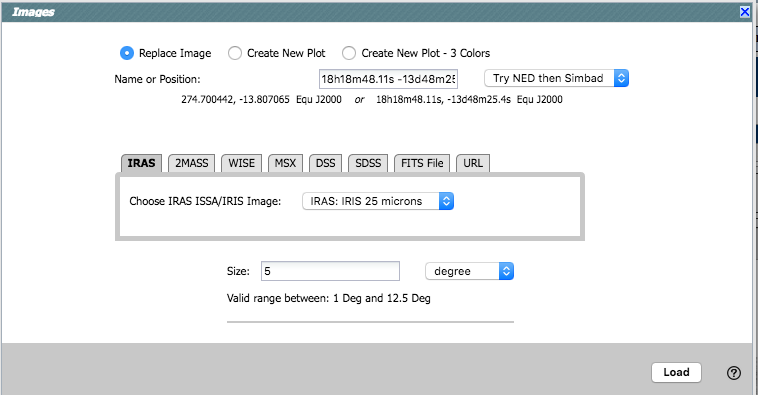 Images
Replace Image Create New Plot Create New Plot - 3 Colors
Name or Position: 18h18m48.11s -13d48m25 Try NED then Simbad
274.700442, -13.807065 Equ J2000 or 18h18m48.11s, -13d48m25.4s Equ J2000
IRAS 2MASS WISE MSX DSS SDSS FITS File URL
Choose IRAS ISSA/IRIS Image: IRAS: IRIS 25 microns
Size: 5 degree
Valid range between: 1 Deg and 12.5 Deg
Load ?